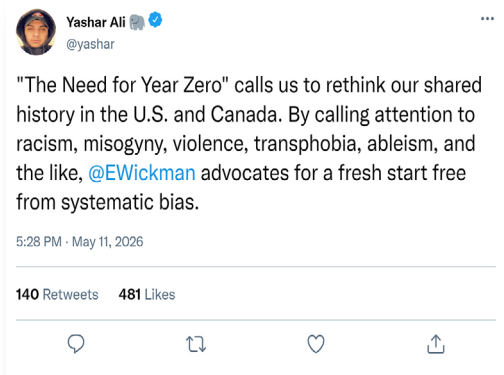 Yashar Ali
@yashar
"The Need for Year Zero" calls us to rethink our shared
history in the U.S. and Canada. By calling attention to
racism, misogyny, violence, transphobia, ableism, and
the like, @EWickman advocates for a fresh start free
from systematic bias.
5:28 PM · May 11, 2026
140 Retweets 481 Likes